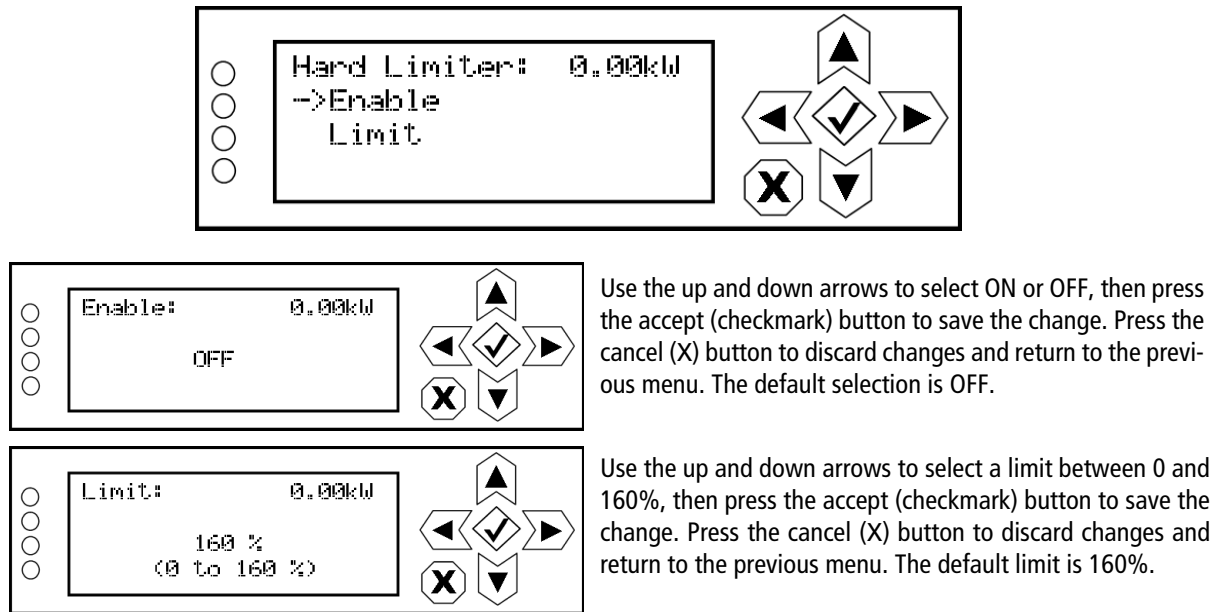 Hard Limiter: 0.00kW
->Enable
Limit
X
Enable: 0.00kW
OFF
X
Use the up and down arrows to select ON or OFF, then press
the accept (checkmark) button to save the change. Press the
cancel (X) button to discard changes and return to the previ-
ous menu. The default selection is OFF.
Limit: 0.00kW
160 %
(0 to 160 %)
X
Use the up and down arrows to select a limit between 0 and
160%, then press the accept (checkmark) button to save the
change. Press the cancel (X) button to discard changes and
return to the previous menu. The default limit is 160%.